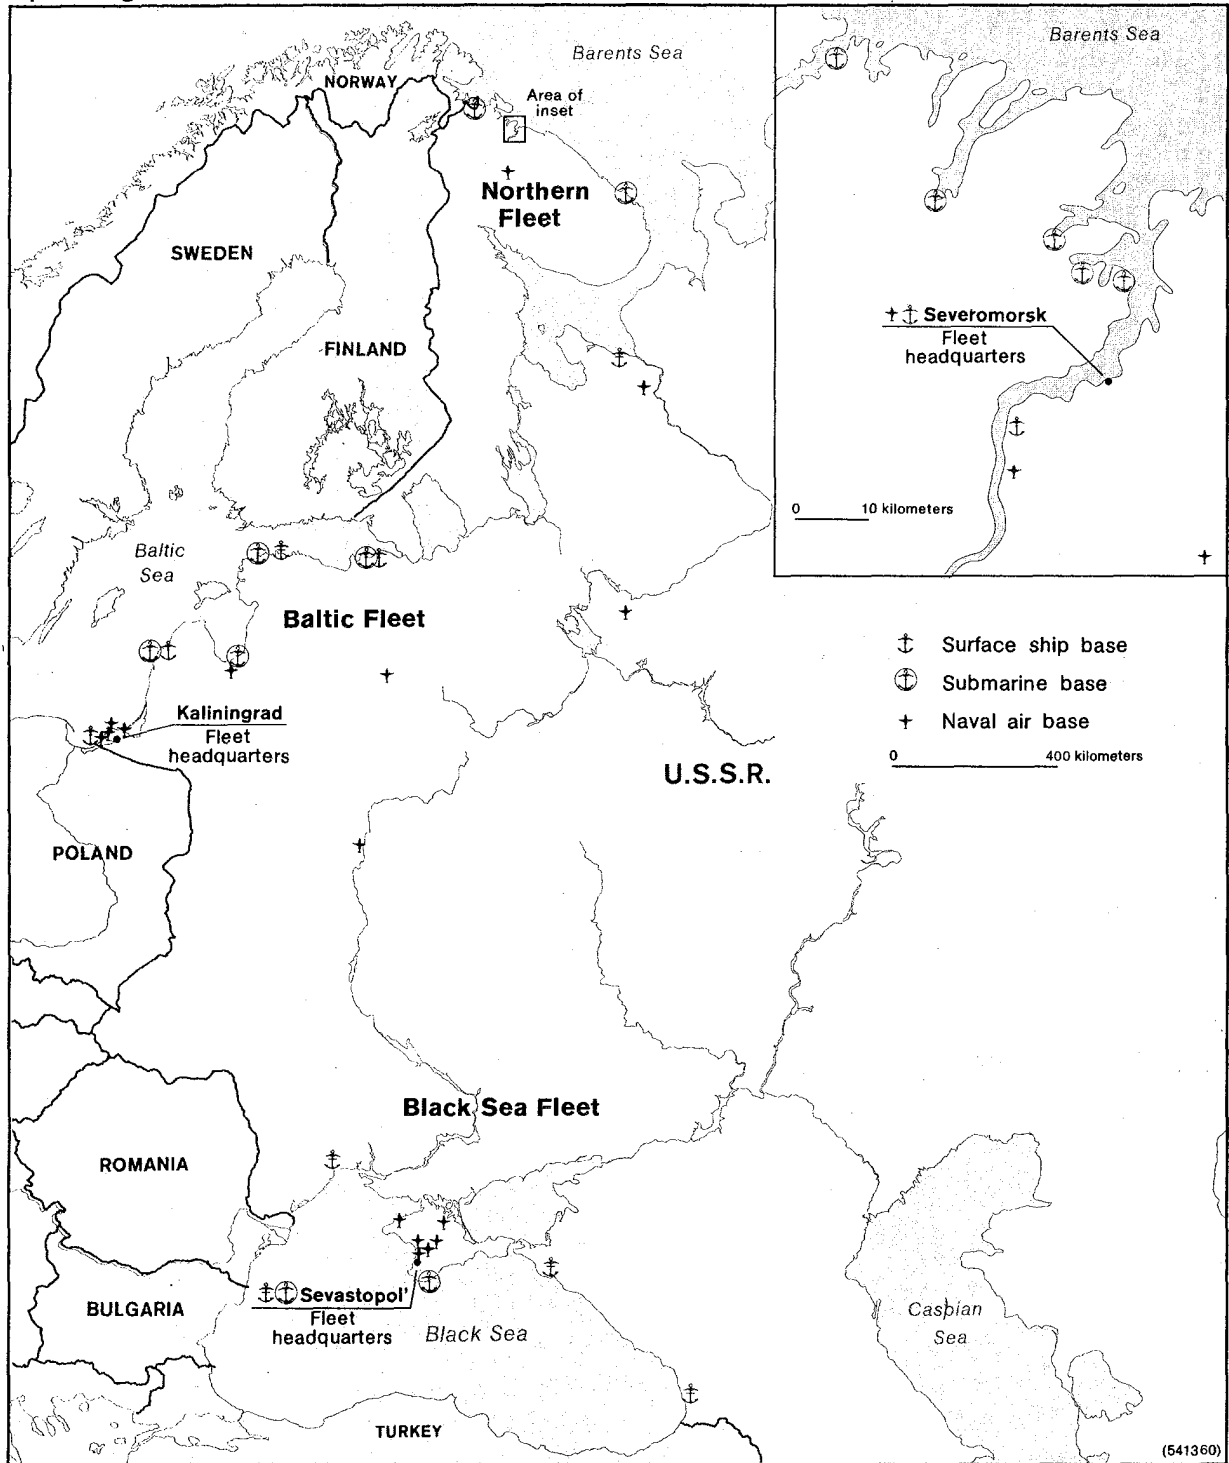 Barents Sea
NORWAY
Area of
inset
Northern
Fleet
SWEDEN
FINLAND
Baltic
Sea
Baltic Fleet
Kaliningrad
Fleet
headquarters
POLAND
U.S.S.R.
Black Sea Fleet
ROMANIA
BULGARIA
Sevastopol'
Fleet
headquarters
Black Sea
TURKEY
Caspian
Sea
Barents Sea
Severomorsk
Fleet
headquarters
0 10 kilometers
Surface ship base
Submarine base
Naval air base
0 400 kilometers
(541360)